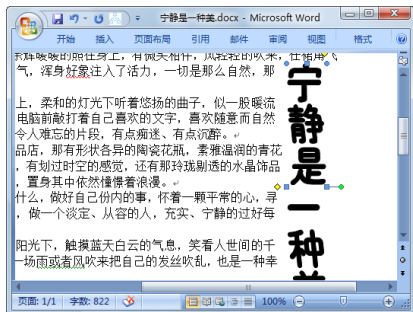 宁静是一种美.docx - Microsoft Word
开始 插入 页面布局 引用 邮件 审阅 视图 格式
气，浑身好象注入了活力，一切是那么自然，那
上，柔和的灯光下听着悠扬的曲子，似一股暖流
电脑前敲打着自己喜欢的文字，喜欢随意而自然
令人难忘的片段，有点痴迷、有点沉醉。
品店，那有形状各异的陶瓷花瓶，素雅温润的青花
，有划过时空的感觉，还有那玲珑剔透的水晶饰品
，置身其中依然憧憬着浪漫。
什么，做好自己份内的事，怀着一颗平常的心，寻
，做一个淡定、从容的人，充实、宁静的过好每
阳光下，触摸蓝天白云的气息，笑看人世间的千
一场雨或者风吹来把自己的发丝吹乱，也是一种幸
宁静是一种美
页面: 1/1 字数: 822 100%